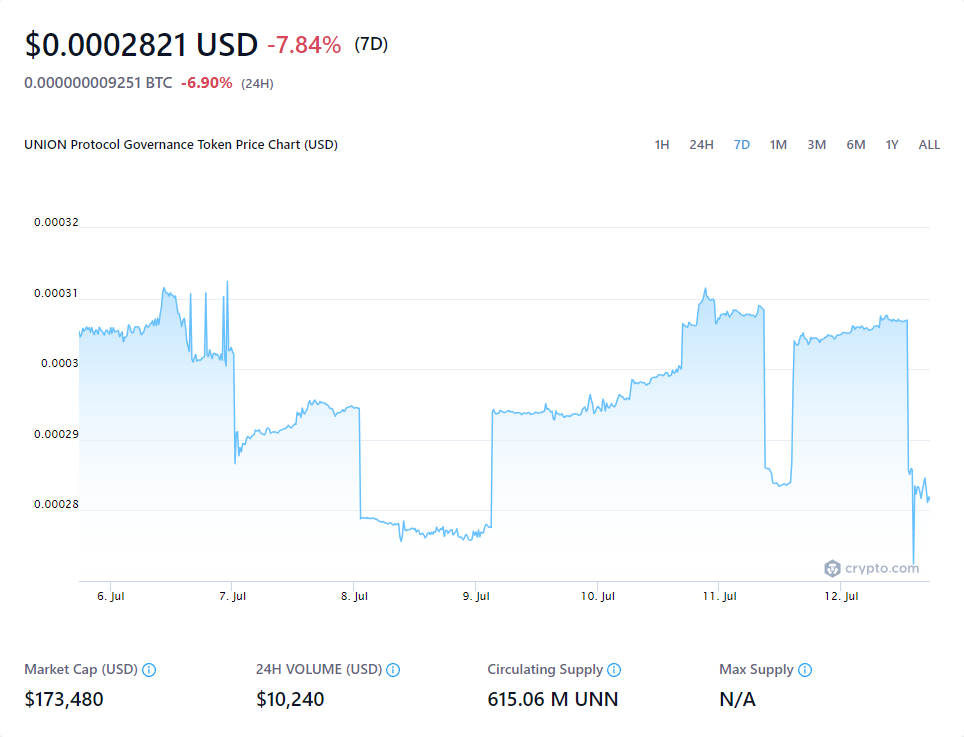 $0.0002821 USD -7.84% (7D)
0.000000009251 BTC -6.90% (24H)
UNION Protocol Governance Token Price Chart (USD) 1H 24H 7D 1M 3M 6M 1Y ALL
0.00032
0.00031
0.0003
0.00029
0.00028
crypto.com
6. Jul 7. Jul 8. Jul 9. Jul 10. Jul 11. Jul 12. Jul
Market Cap (USD) 24H VOLUME (USD) Circulating Supply Max Supply
$173,480 $10,240 615.06 M UNN N/A